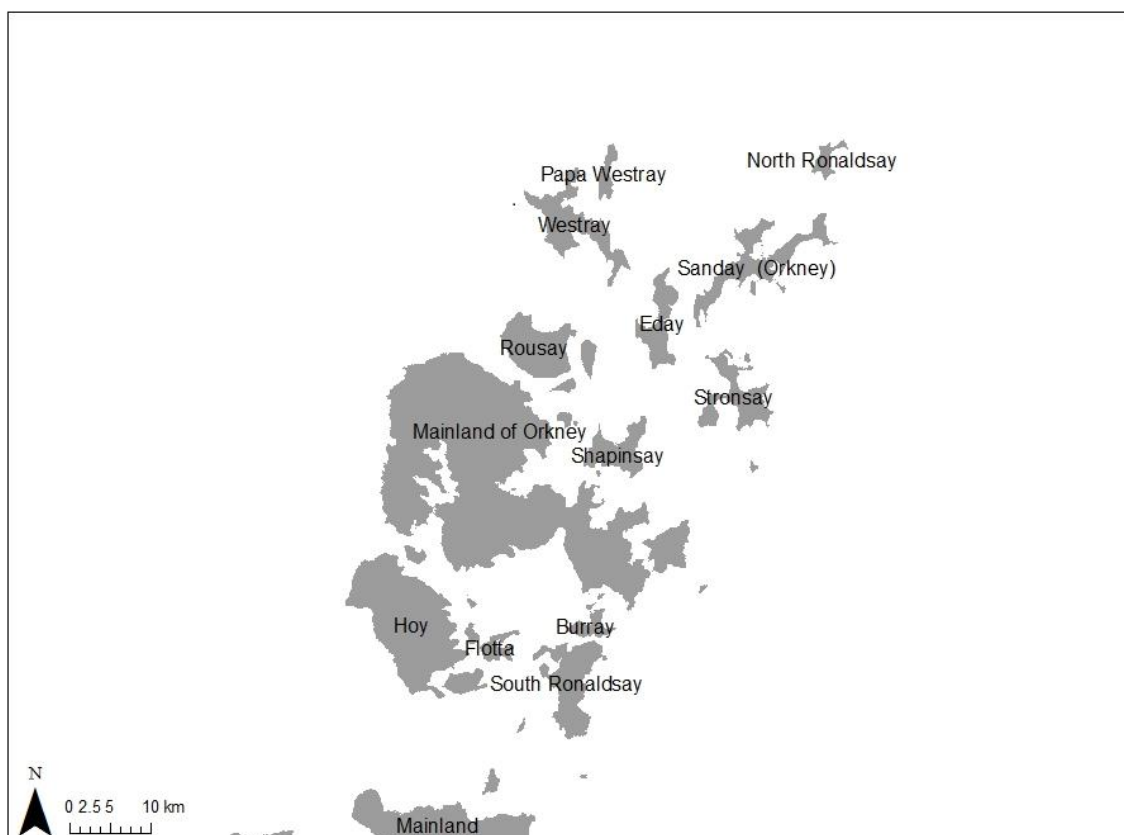 North Ronaldsay
Papa Westray
Westray
Sanday (Orkney)
Eday
Rousay
Stronsay
Mainland of Orkney
Shapinsay
Hoy
Burray
Flotta
South Ronaldsay
N
0 2.5 5 10 km
Mainland